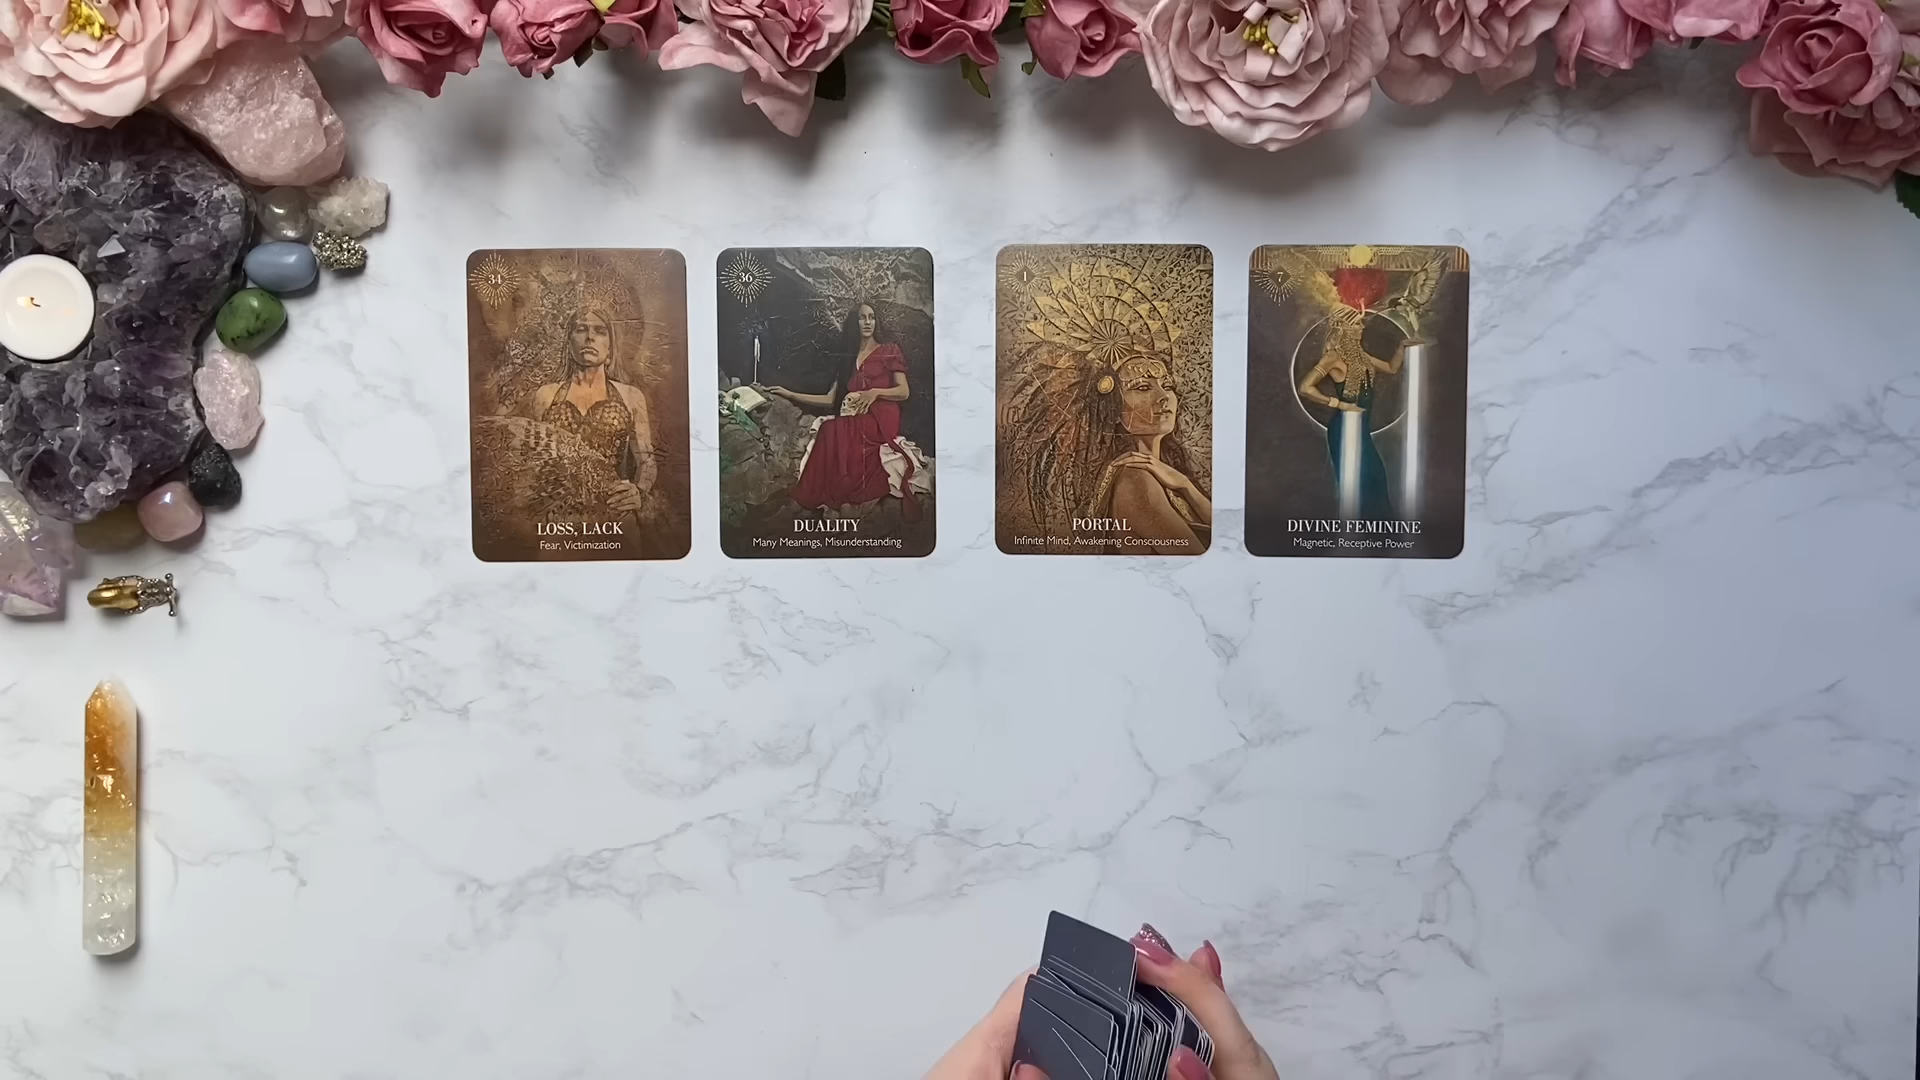 34
LOSS, LACK
Fear, Victimization
36
DUALITY
Many Meanings, Misunderstanding
1
PORTAL
Infinite Mind, Awakening Consciousness
7
DIVINE FEMININE
Magnetic, Receptive Power